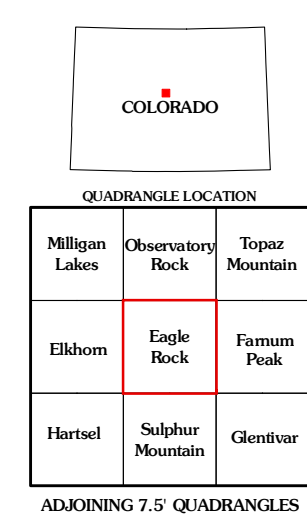 COLORADO
QUADRANGLE LOCATION
Milligan
Lakes
Observatory
Rock
Topaz
Mountain
Elkhorn
Eagle
Rock
Farnum
Peak
Hartsel
Sulphur
Mountain
Glentivar
ADJOINING 7.5' QUADRANGLES